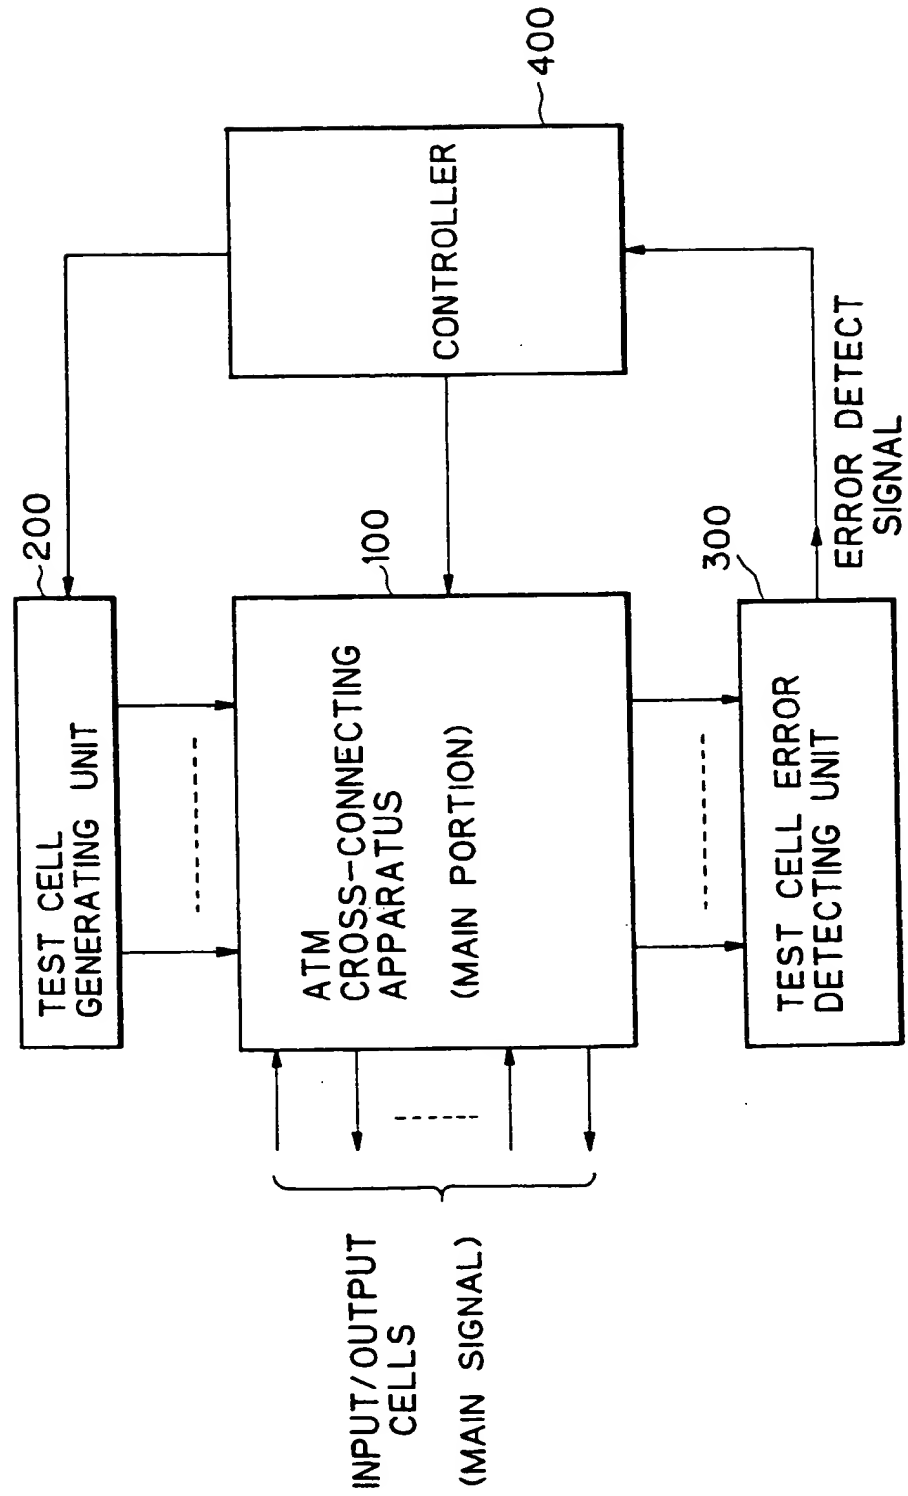 TEST CELL
GENERATING UNIT
200
ATM
CROSS-CONNECTING
APPARATUS
(MAIN PORTION)
100
CONTROLLER
400
INPUT/OUTPUT
CELLS
(MAIN SIGNAL)
TEST CELL ERROR
DETECTING UNIT
300
ERROR DETECT
SIGNAL